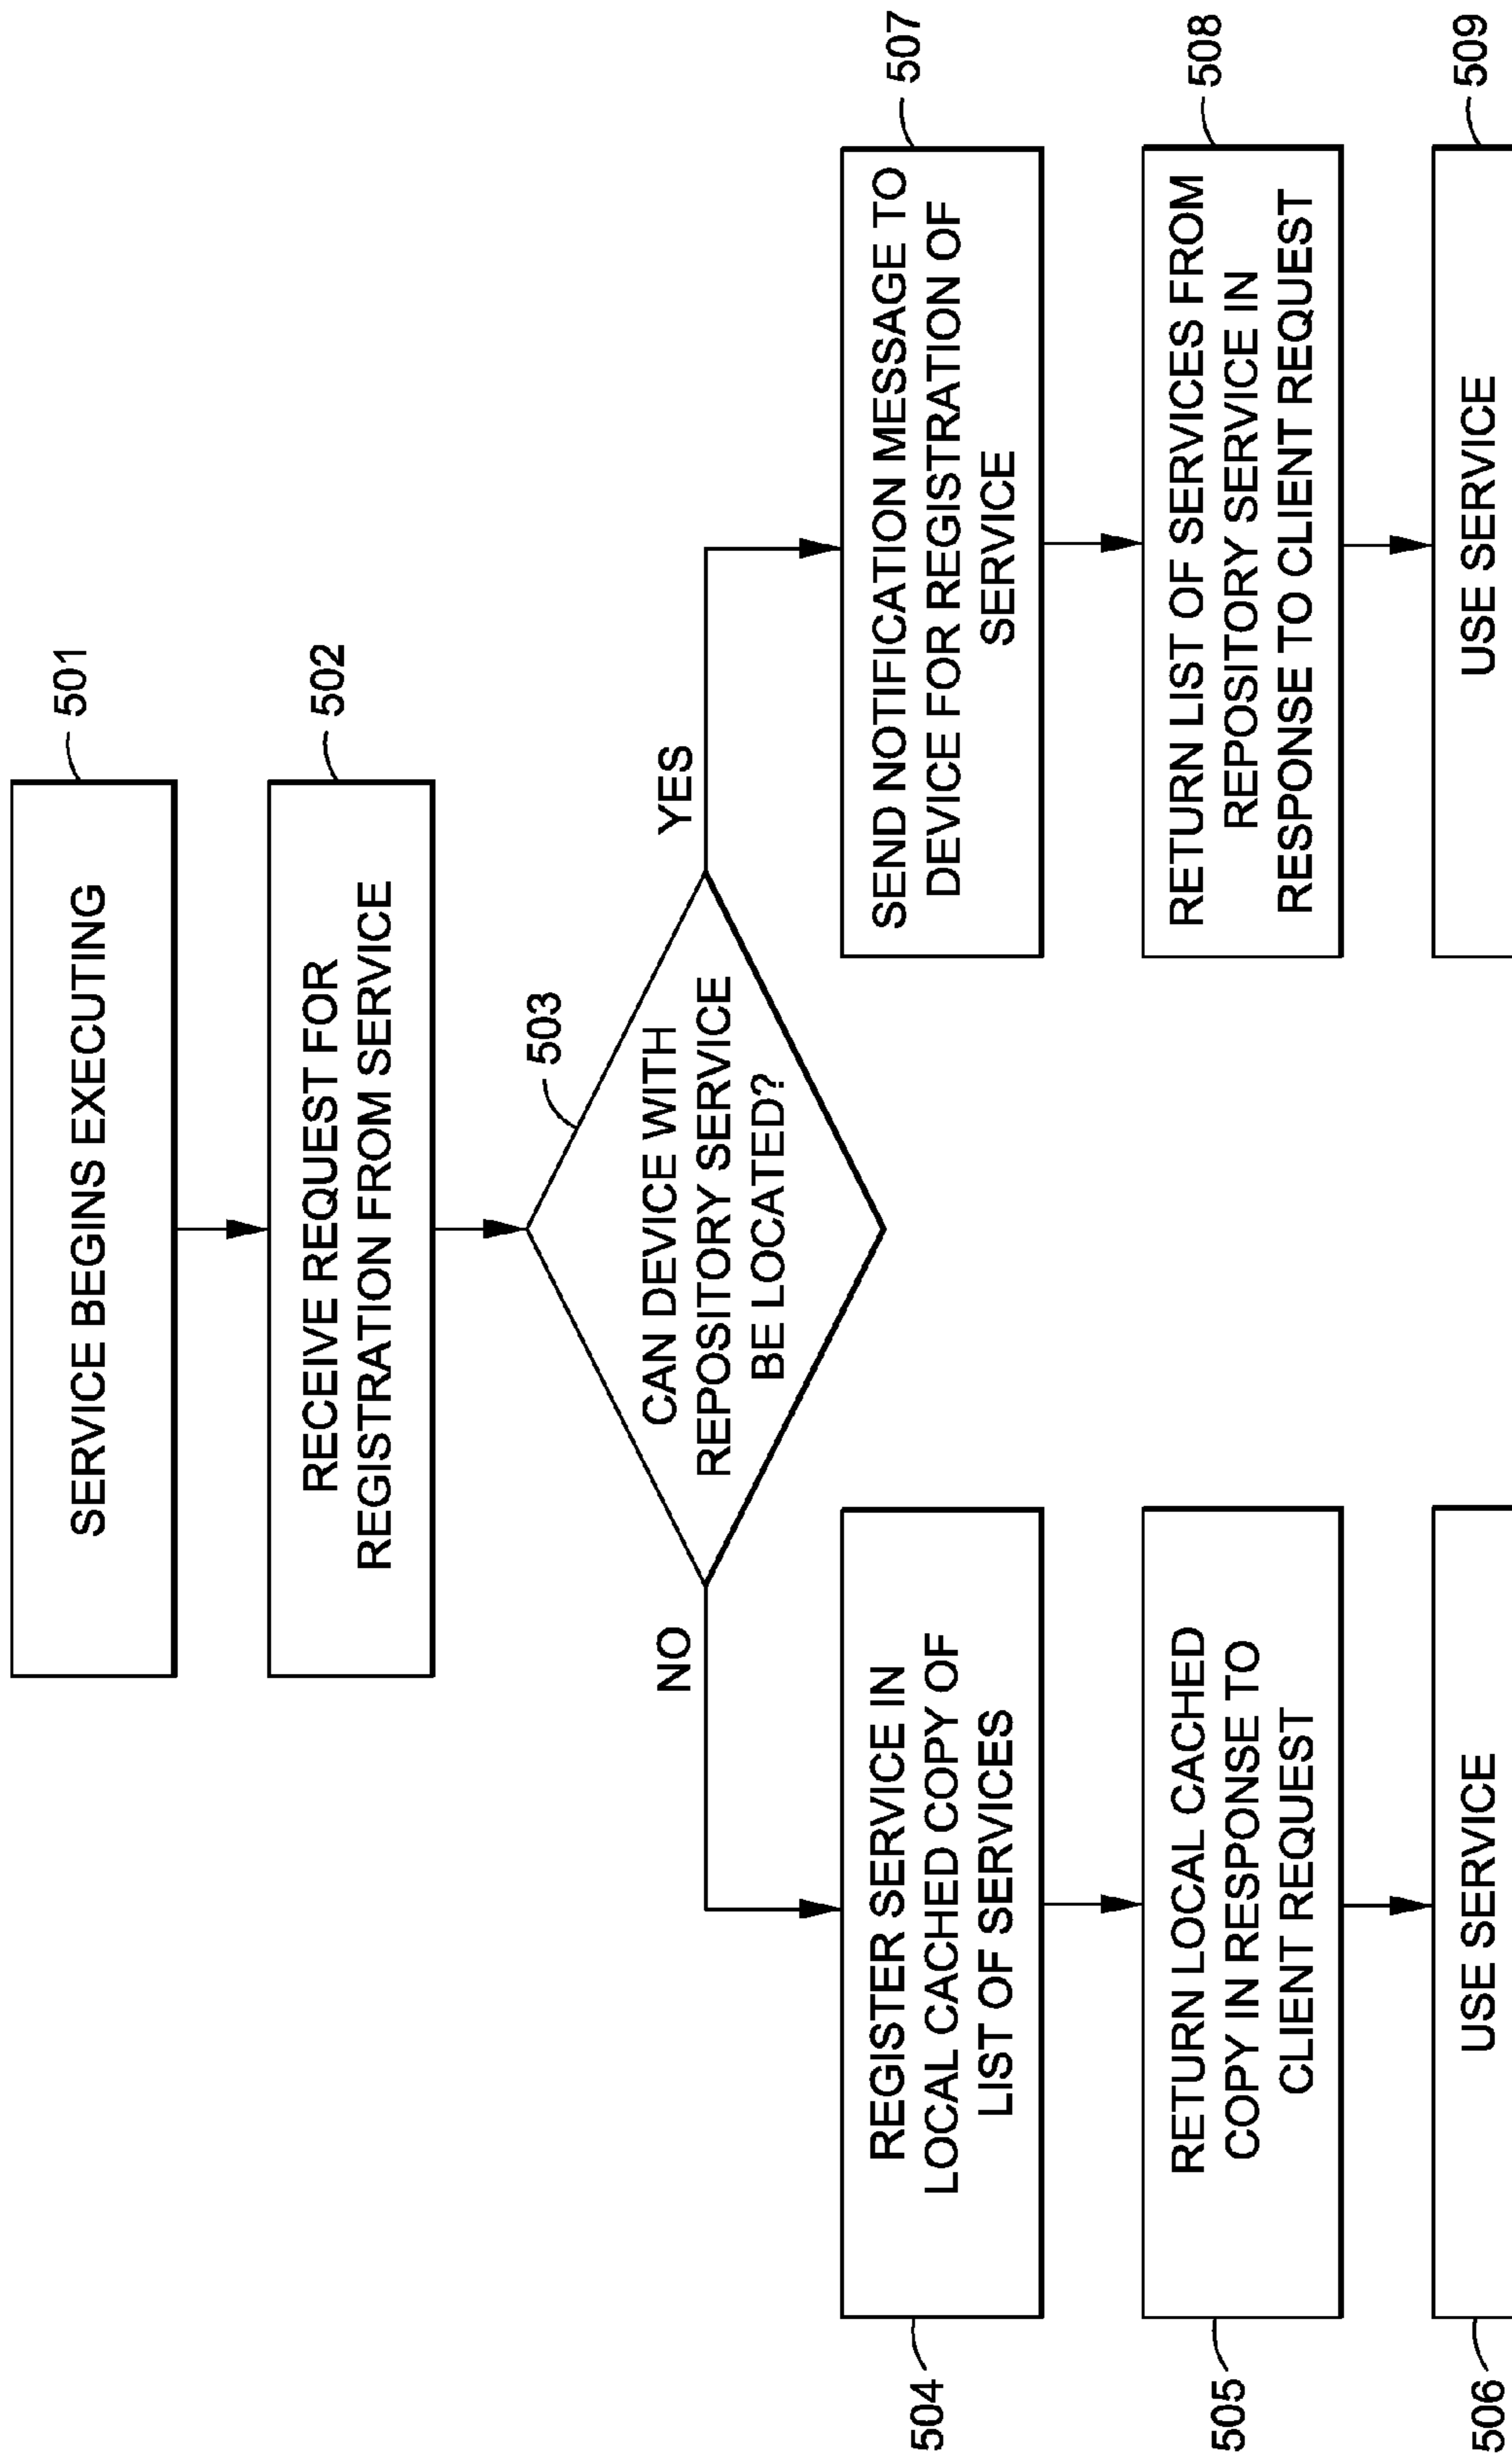 501
SERVICE BEGINS EXECUTING
502
RECEIVE REQUEST FOR
REGISTRATION FROM SERVICE
503
CAN DEVICE WITH
REPOSITORY SERVICE
BE LOCATED?
NO
YES
504
REGISTER SERVICE IN
LOCAL CACHED COPY OF
LIST OF SERVICES
505
RETURN LOCAL CACHED
COPY IN RESPONSE TO
CLIENT REQUEST
506
USE SERVICE
507
SEND NOTIFICATION MESSAGE TO
DEVICE FOR REGISTRATION OF
SERVICE
508
RETURN LIST OF SERVICES FROM
REPOSITORY SERVICE IN
RESPONSE TO CLIENT REQUEST
509
USE SERVICE